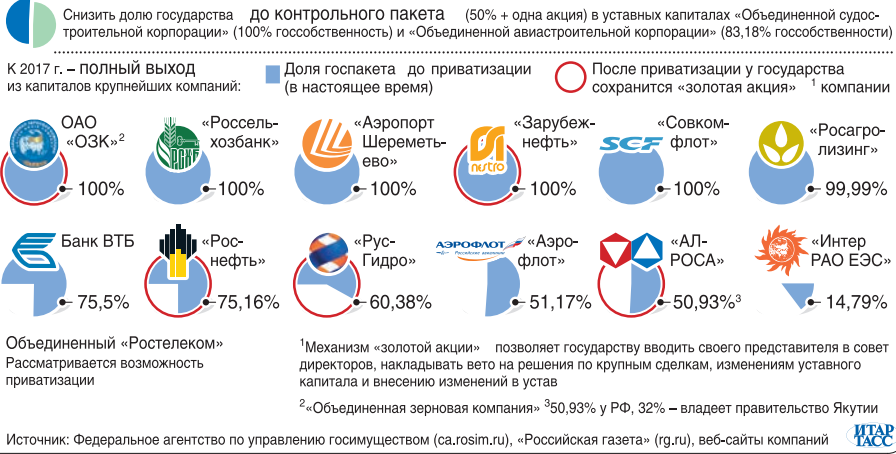 Снизить долю государства до контрольного пакета (50% + одна акция) в уставных капиталах «Объединенной судос-
троительной корпорации» (100% госсобственность) и «Объединенной авиастроительной корпорации» (83,18% госсобственности)
К 2017 г. – полный выход
из капиталов крупнейших компаний:
Доля госпакета до приватизации
(в настоящее время)
После приватизации у государства
сохранится «золотая акция» ¹ компании
ОАО
«ОЗК»²
100%
«Россель-
хозбанк»
РСХБ
100%
«Аэропорт
Шереметь-
ево»
100%
«Зарубеж-
нефть»
nestro
100%
«Совком-
флот»
SCF
100%
«Росагро-
лизинг»
99,99%
Банк ВТБ
75,5%
«Рос-
нефть»
75,16%
«Рус-
Гидро»
60,38%
АЭРОФЛОТ
Российские авиалинии
«Аэро-
флот»
51,17%
«АЛ-
РОСА»
50,93%³
«Интер
РАО ЕЭС»
14,79%
Объединенный «Ростелеком»
Рассматривается возможность
приватизации
¹Механизм «золотой акции» позволяет государству вводить своего представителя в совет
директоров, накладывать вето на решения по крупным сделкам, изменениям уставного
капитала и внесению изменений в устав
²«Объединенная зерновая компания» ³50,93% у РФ, 32% – владеет правительство Якутии
Источник: Федеральное агентство по управлению госимуществом (ca.rosim.ru), «Российская газета» (rg.ru), веб-сайты компаний
ИТАР
ТАСС